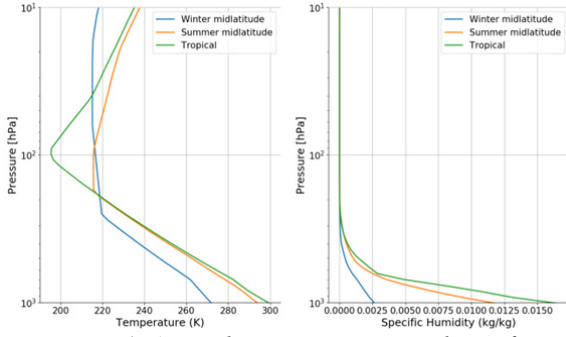 10¹
Winter midlatitude
Summer midlatitude
Tropical
Pressure [hPa]
10²
10³
200 220 240 260 280 300
Temperature (K)
10¹
Winter midlatitude
Summer midlatitude
Tropical
Pressure [hPa]
10²
10³
0.0000 0.0025 0.0050 0.0075 0.0100 0.0125 0.0150
Specific Humidity (kg/kg)